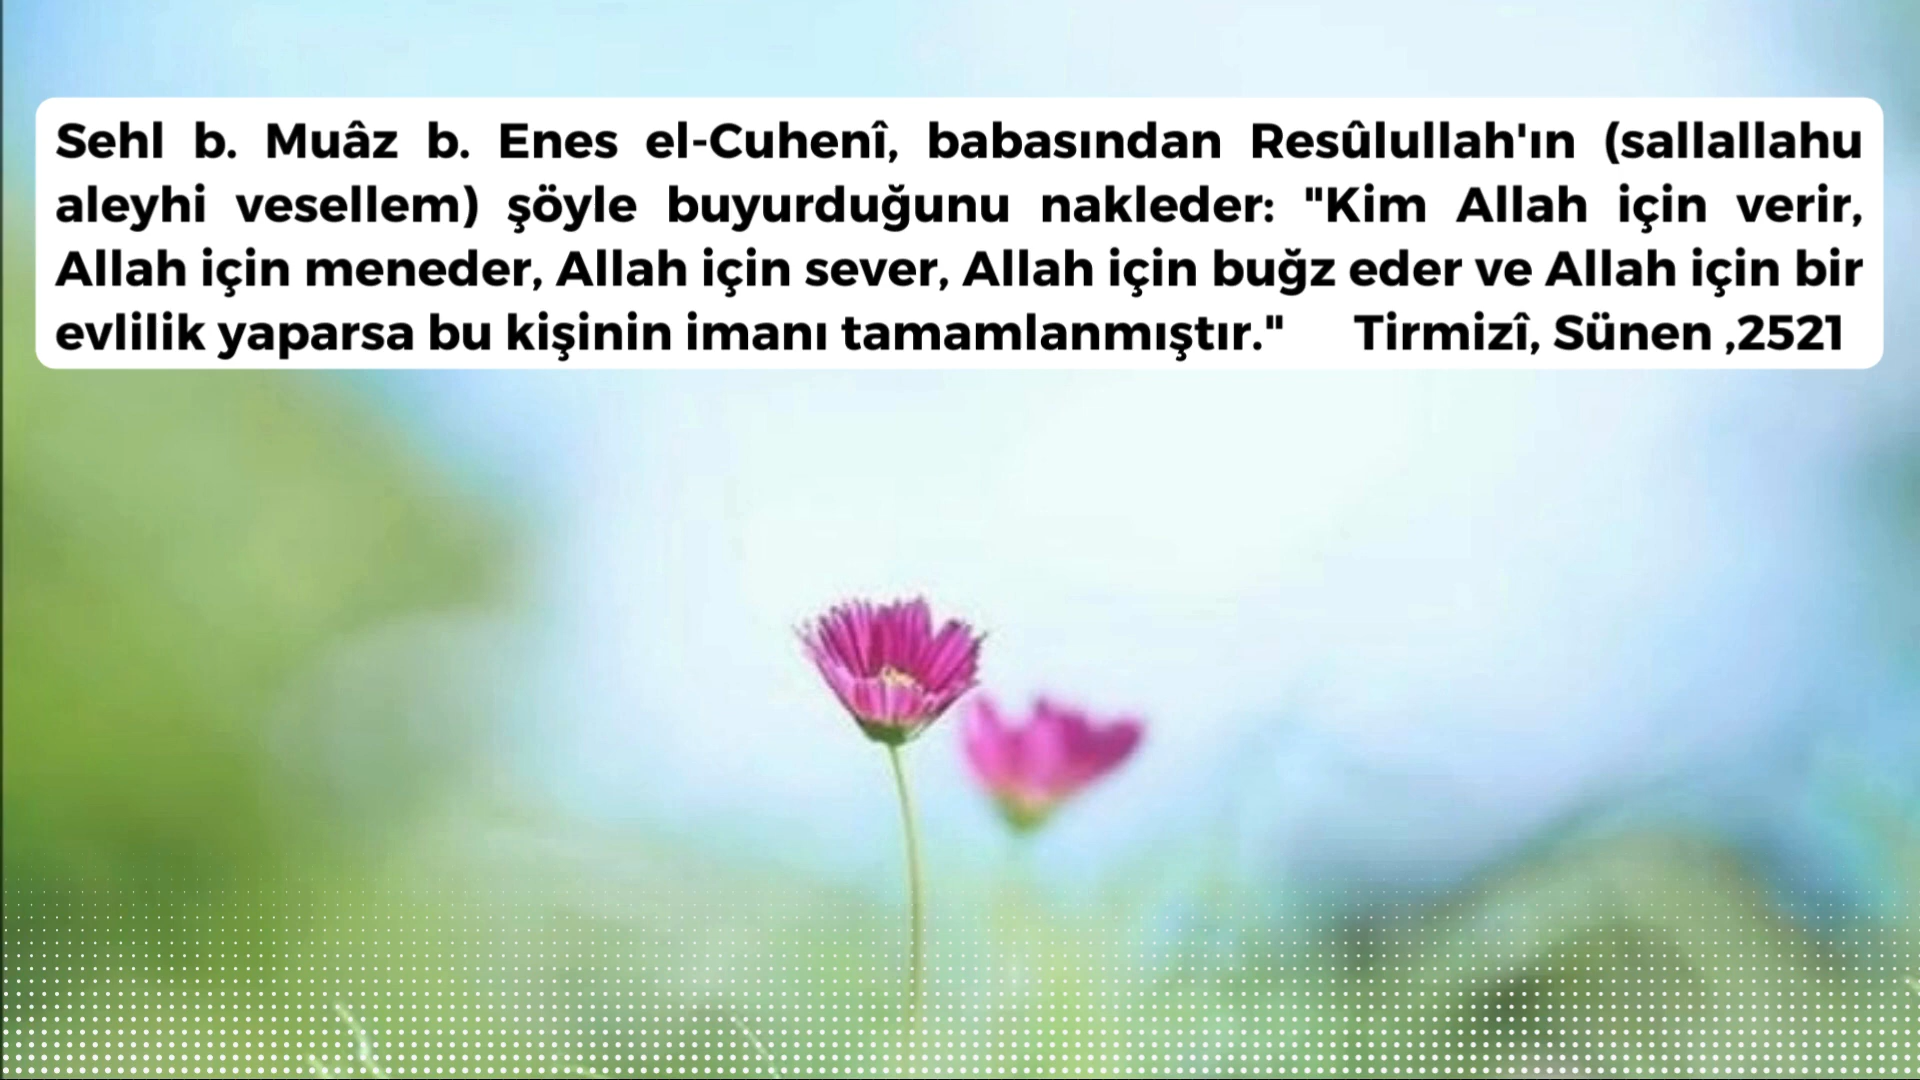 Sehl b. Muâz b. Enes el-Cuhenî, babasından Resûlullah'ın (sallallahu
aleyhi vesellem) şöyle buyurduğunu nakleder: "Kim Allah için verir,
Allah için meneder, Allah için sever, Allah için buğz eder ve Allah için bir
evlilik yaparsa bu kişinin imanı tamamlanmıştır." Tirmizî, Sünen ,2521